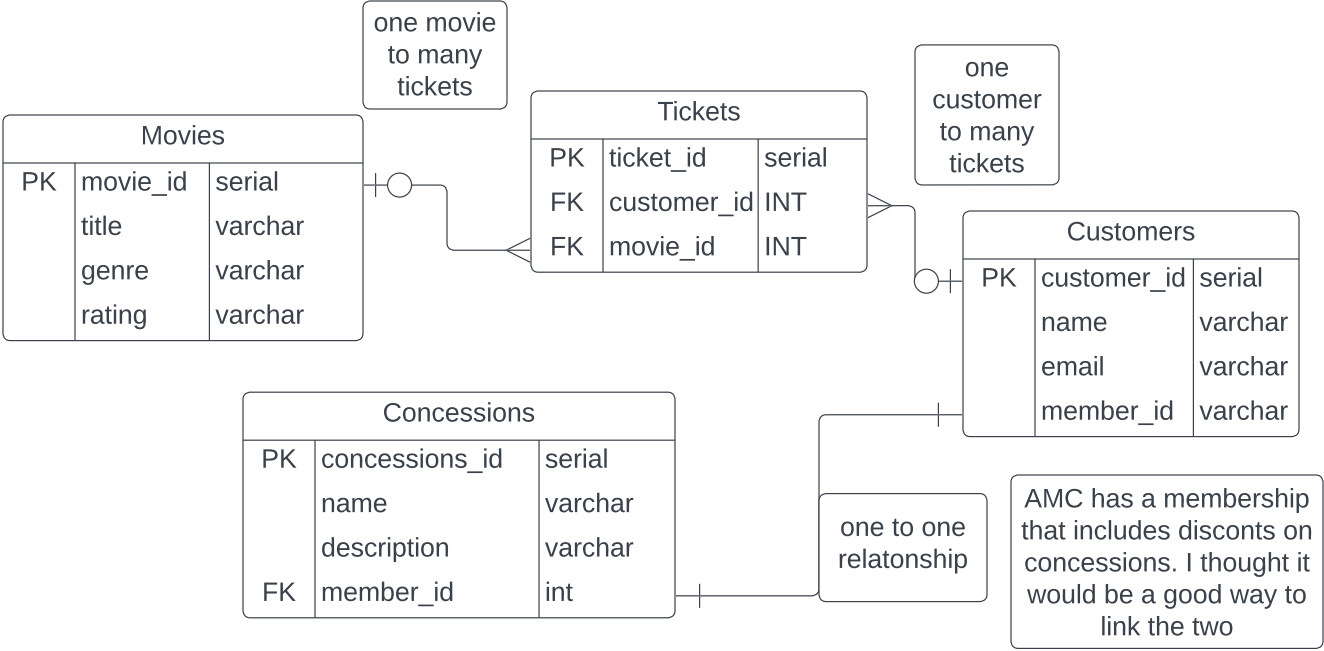 one movie
to many
tickets
one
customer
to many
tickets
Movies
PK movie_id serial
title varchar
genre varchar
rating varchar
Tickets
PK ticket_id serial
FK customer_id INT
FK movie_id INT
Customers
PK customer_id serial
name varchar
email varchar
member_id varchar
Concessions
PK concessions_id serial
name varchar
description varchar
FK member_id int
one to one
relatonship
AMC has a membership
that includes disconts on
concessions. I thought it
would be a good way to
link the two